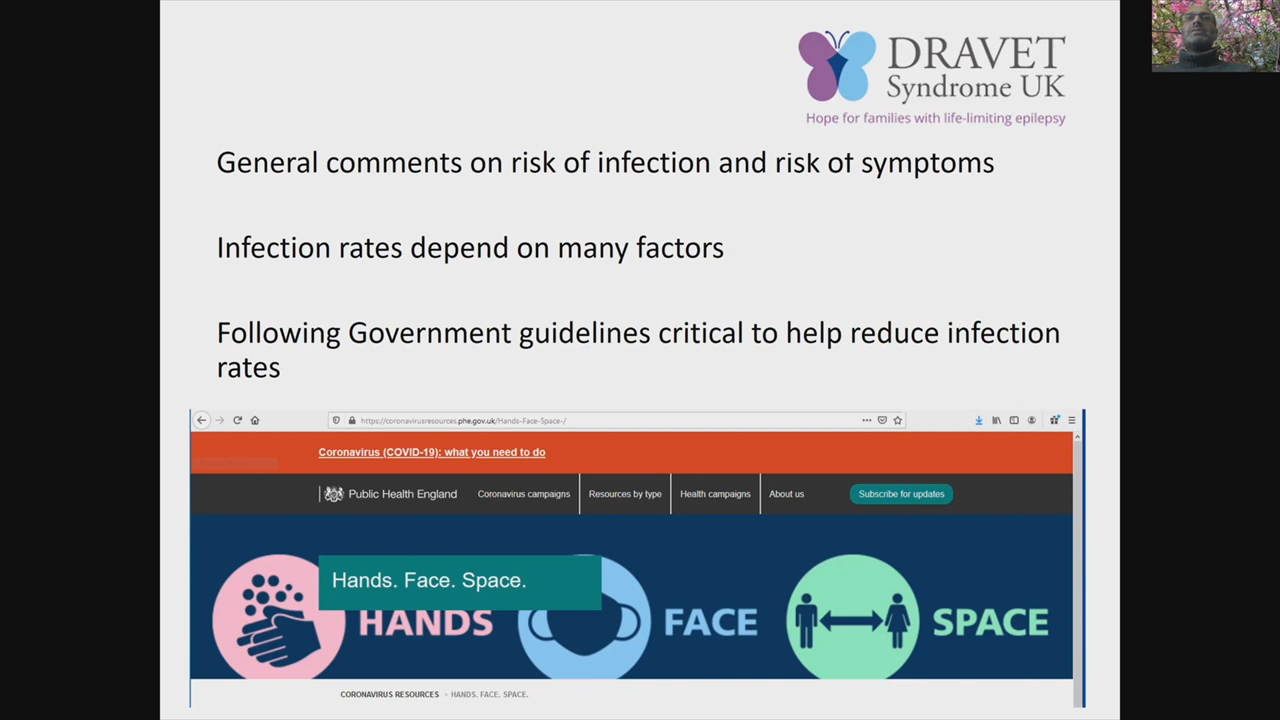 DRAVET
Syndrome UK
Hope for families with life-limiting epilepsy
General comments on risk of infection and risk of symptoms
Infection rates depend on many factors
Following Government guidelines critical to help reduce infection
rates
https://coronavirusresources.phe.gov.uk/Hands-Face-Space-/
Coronavirus (COVID-19): what you need to do
Public Health England Coronavirus campaigns Resources by type Health campaigns About us Subscribe for updates
Hands. Face. Space.
HANDS FACE SPACE
CORONAVIRUS RESOURCES > HANDS. FACE. SPACE.